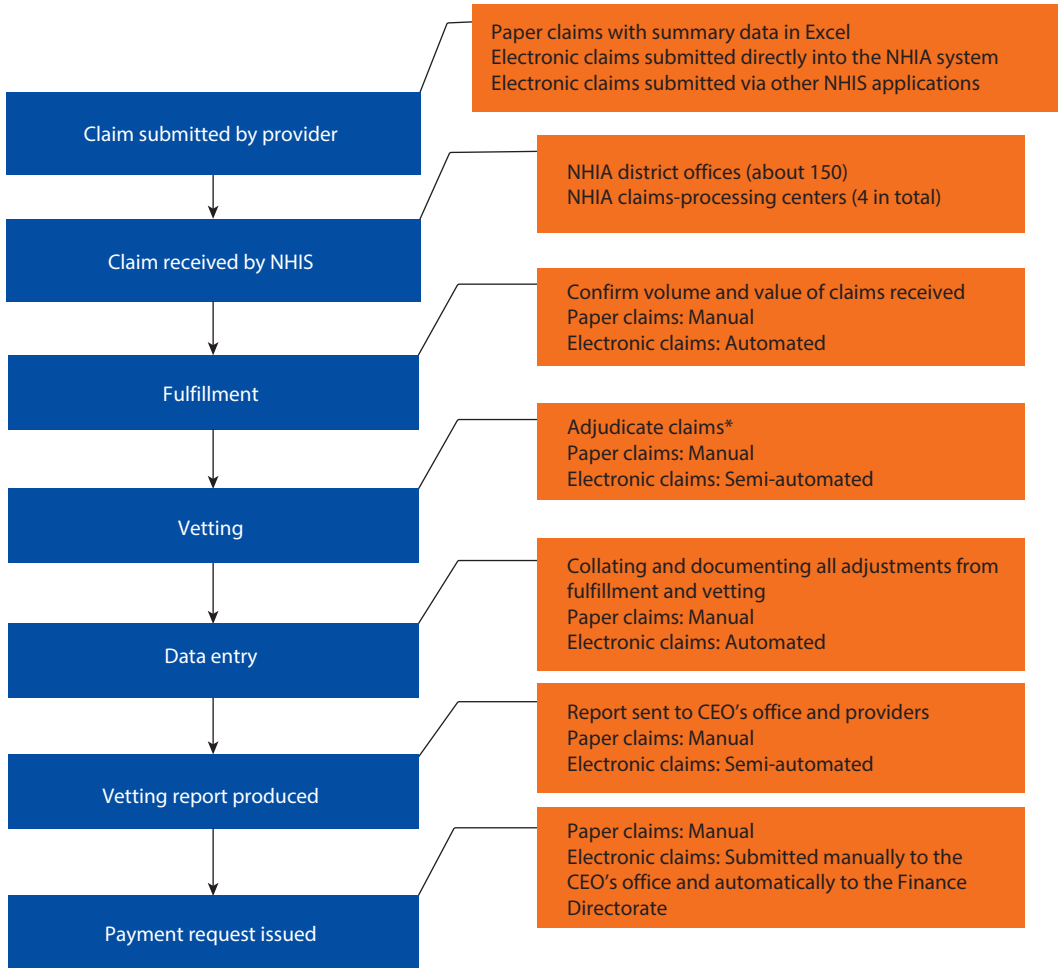 Paper claims with summary data in Excel
Electronic claims submitted directly into the NHIA system
Electronic claims submitted via other NHIS applications
Claim submitted by provider
NHIA district offices (about 150)
NHIA claims-processing centers (4 in total)
Claim received by NHIS
Confirm volume and value of claims received
Paper claims: Manual
Electronic claims: Automated
Fulfillment
Adjudicate claims*
Paper claims: Manual
Electronic claims: Semi-automated
Vetting
Collating and documenting all adjustments from
fulfillment and vetting
Paper claims: Manual
Electronic claims: Automated
Data entry
Report sent to CEO’s office and providers
Paper claims: Manual
Electronic claims: Semi-automated
Vetting report produced
Paper claims: Manual
Electronic claims: Submitted manually to the
CEO’s office and automatically to the Finance
Directorate
Payment request issued